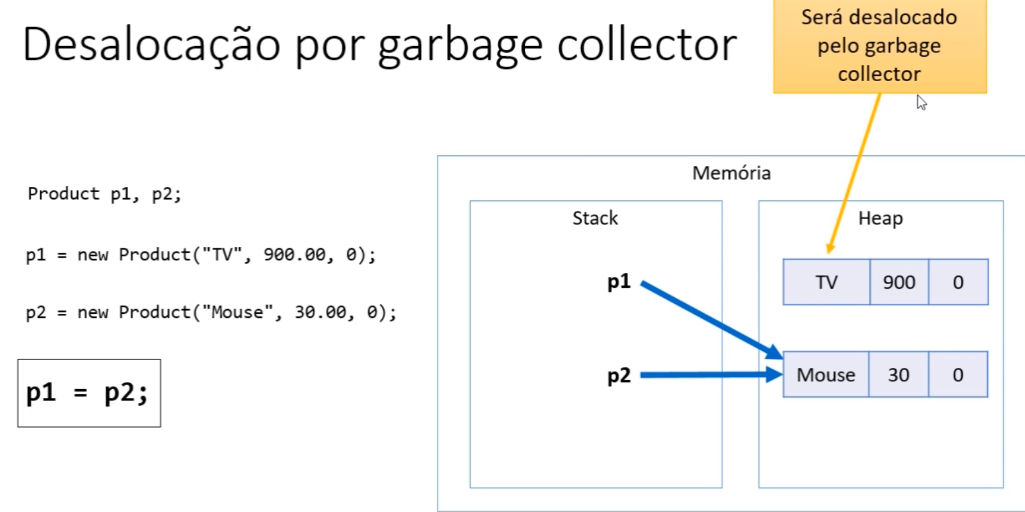 Desalocação por garbage collector
Será desalocado
pelo garbage
collector
Product p1, p2;
p1 = new Product("TV", 900.00, 0);
p2 = new Product("Mouse", 30.00, 0);
p1 = p2;
Memória
Stack
Heap
p1
TV 900 0
p2
Mouse 30 0